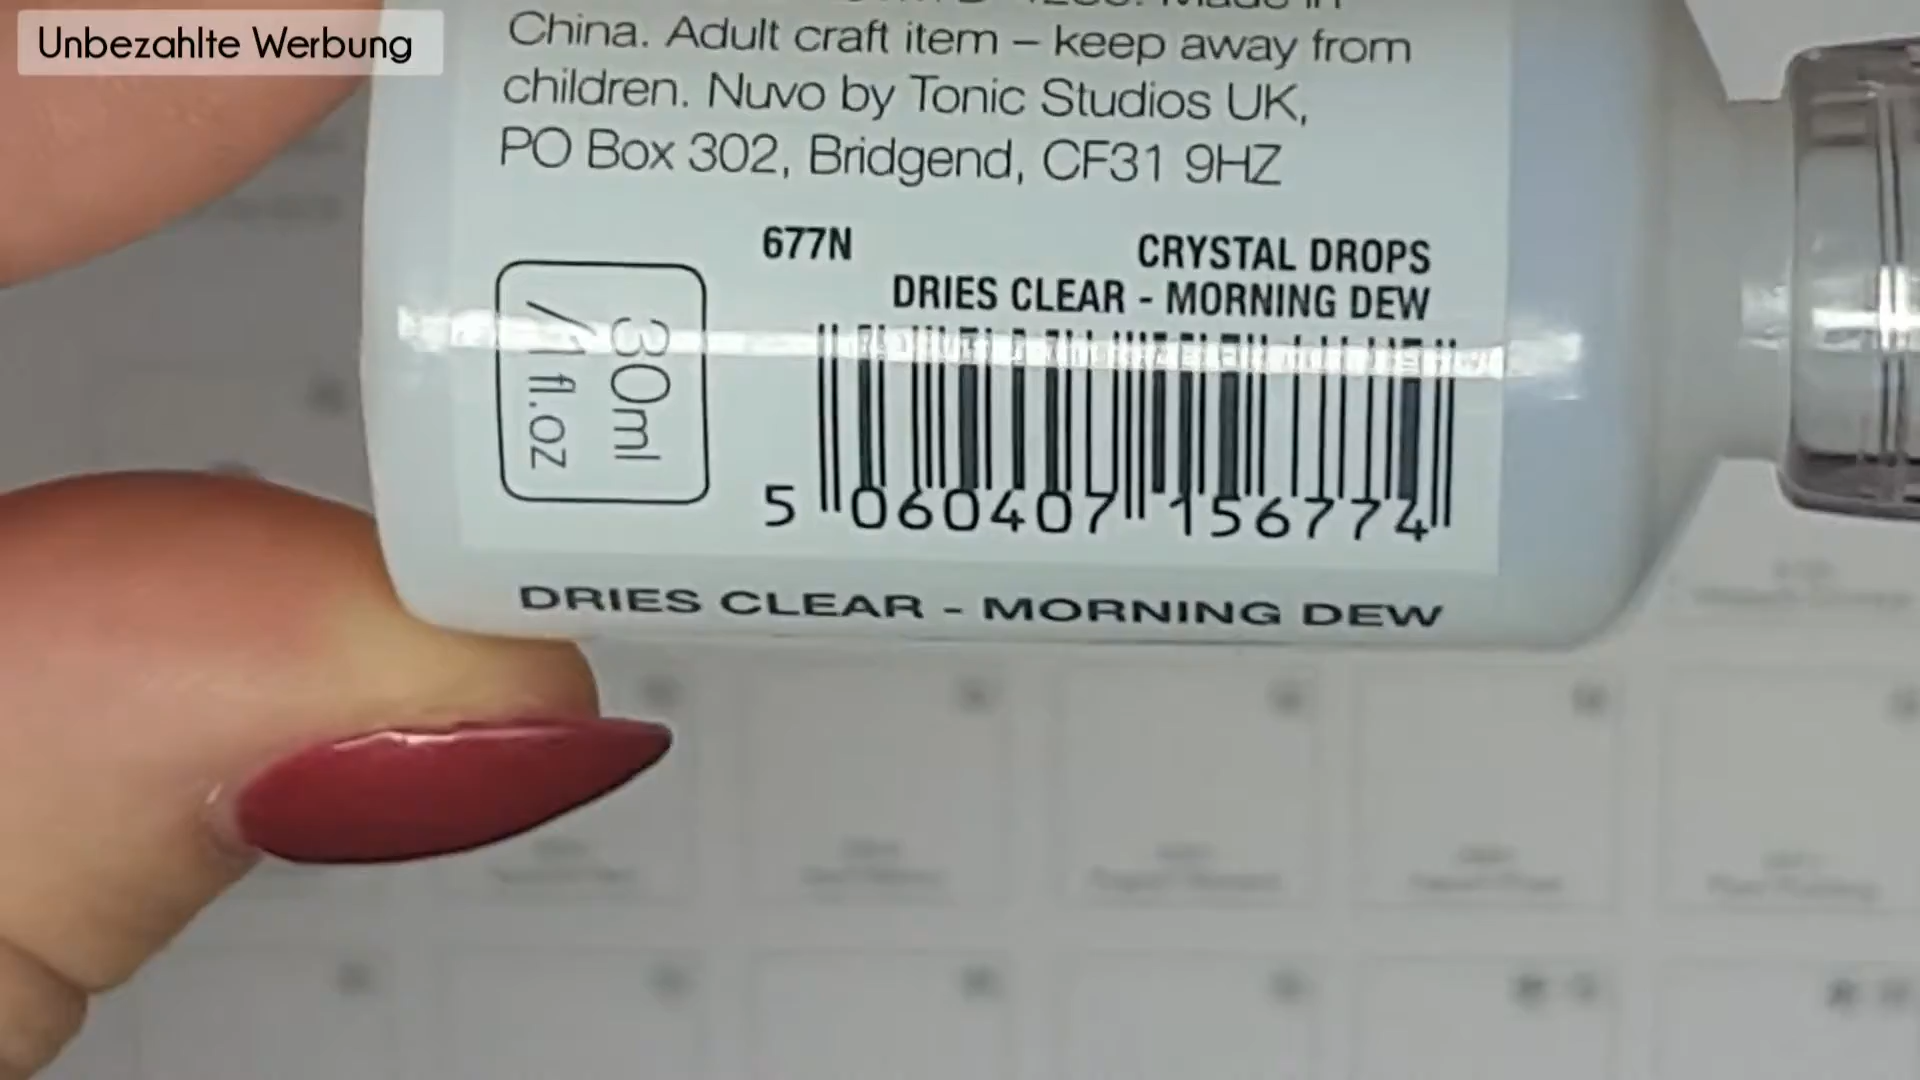 Unbezahlte Werbung
Made in
China. Adult craft item – keep away from
children. Nuvo by Tonic Studios UK,
PO Box 302, Bridgend, CF31 9HZ
677N
CRYSTAL DROPS
DRIES CLEAR - MORNING DEW
30ml
/1 fl.oz
5 060407 156774
DRIES CLEAR - MORNING DEW